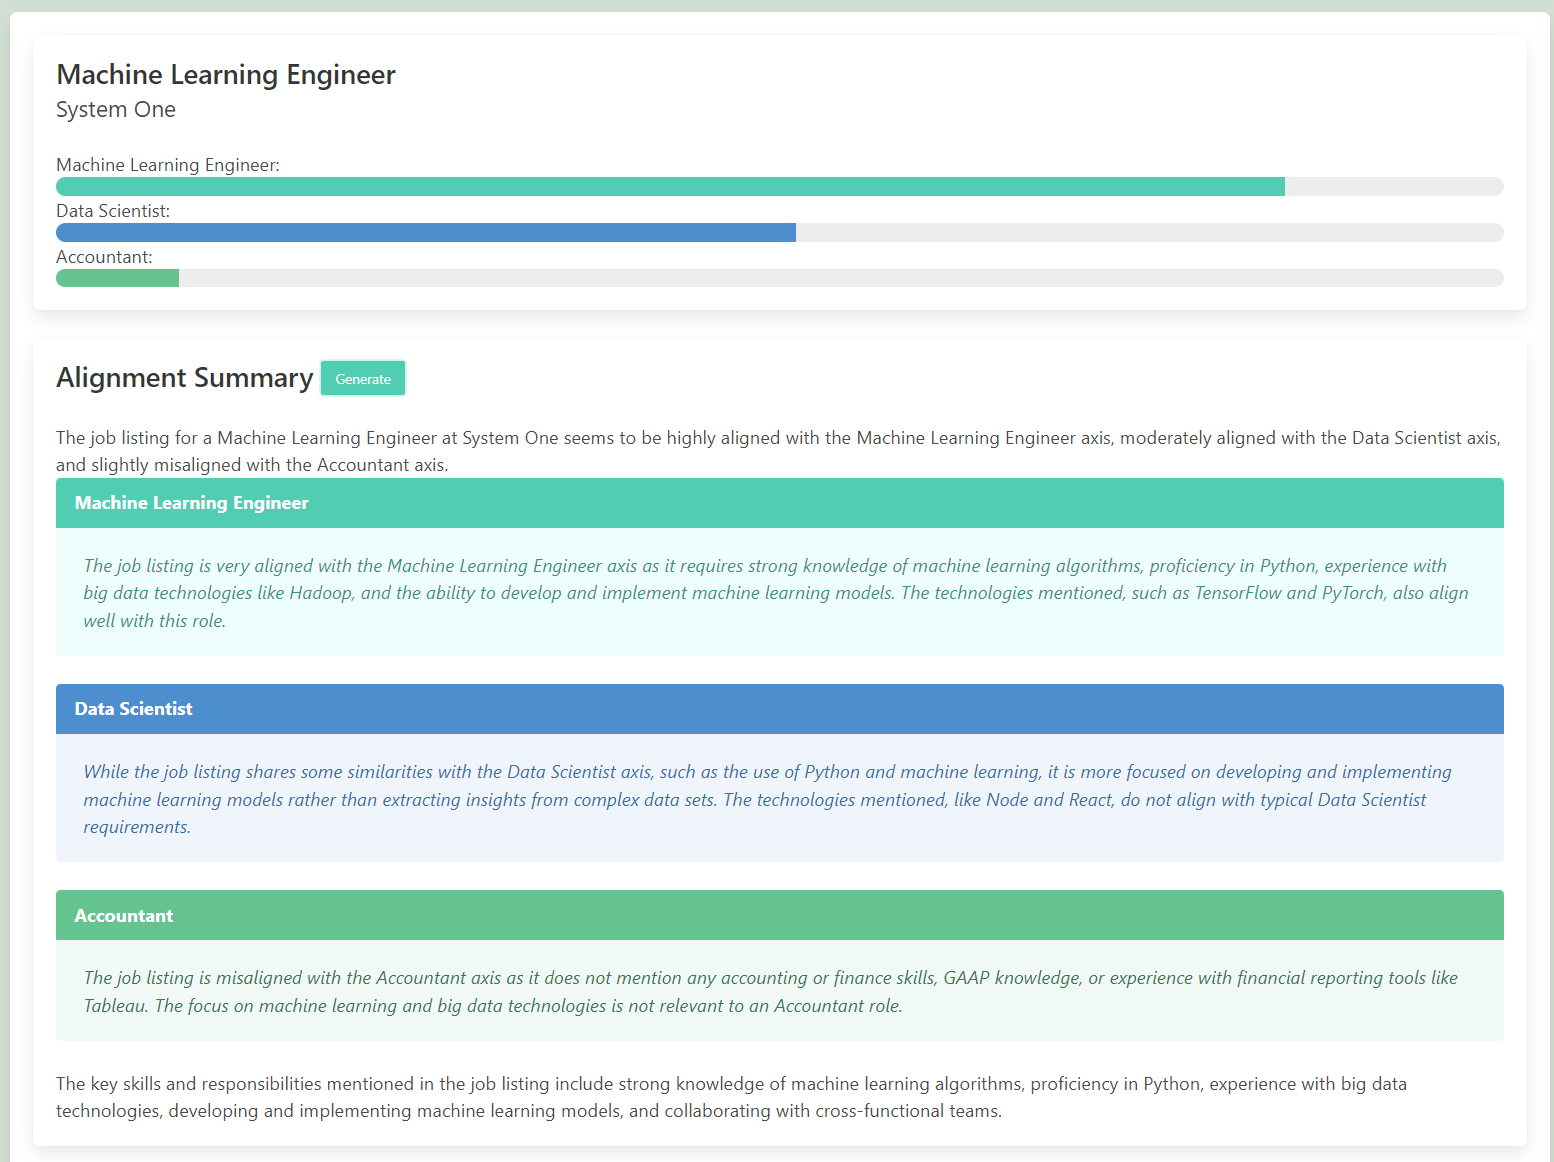 Machine Learning Engineer
System One
Machine Learning Engineer:
Data Scientist:
Accountant:
Alignment Summary Generate
The job listing for a Machine Learning Engineer at System One seems to be highly aligned with the Machine Learning Engineer axis, moderately aligned with the Data Scientist axis,
and slightly misaligned with the Accountant axis.
Machine Learning Engineer
The job listing is very aligned with the Machine Learning Engineer axis as it requires strong knowledge of machine learning algorithms, proficiency in Python, experience with
big data technologies like Hadoop, and the ability to develop and implement machine learning models. The technologies mentioned, such as TensorFlow and PyTorch, also align
well with this role.
Data Scientist
While the job listing shares some similarities with the Data Scientist axis, such as the use of Python and machine learning, it is more focused on developing and implementing
machine learning models rather than extracting insights from complex data sets. The technologies mentioned, like Node and React, do not align with typical Data Scientist
requirements.
Accountant
The job listing is misaligned with the Accountant axis as it does not mention any accounting or finance skills, GAAP knowledge, or experience with financial reporting tools like
Tableau. The focus on machine learning and big data technologies is not relevant to an Accountant role.
The key skills and responsibilities mentioned in the job listing include strong knowledge of machine learning algorithms, proficiency in Python, experience with big data
technologies, developing and implementing machine learning models, and collaborating with cross-functional teams.